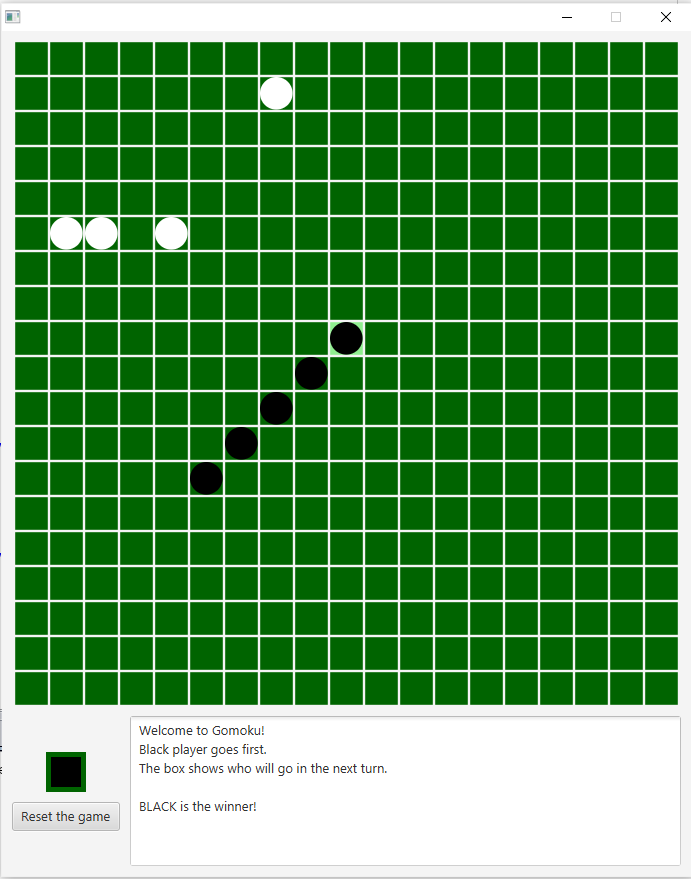 Welcome to Gomoku!
Black player goes first.
The box shows who will go in the next turn.
BLACK is the winner!
Reset the game